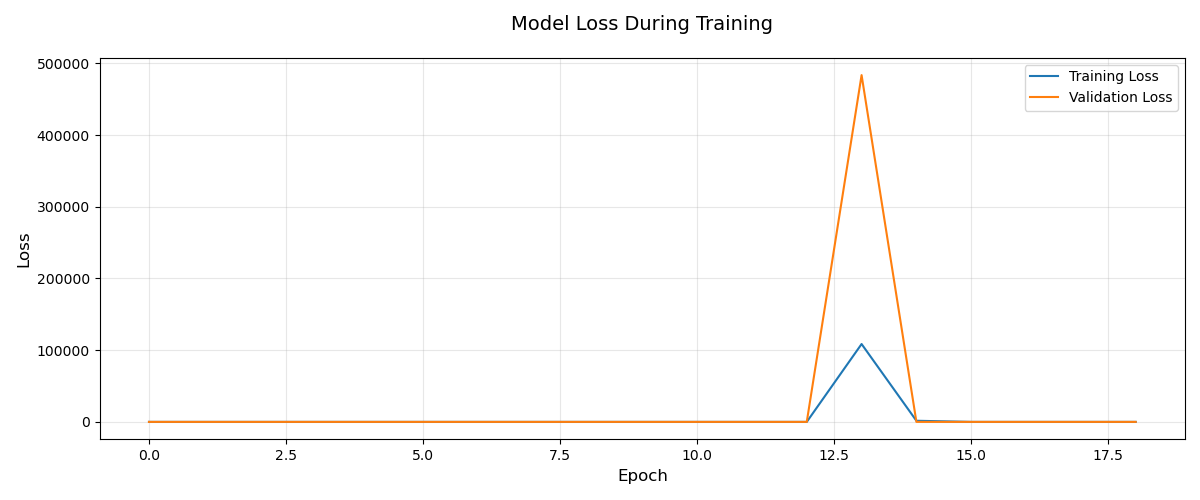 Model Loss During Training
500000
400000
300000
200000
100000
0
Loss
Training Loss
Validation Loss
0.0 2.5 5.0 7.5 10.0 12.5 15.0 17.5
Epoch